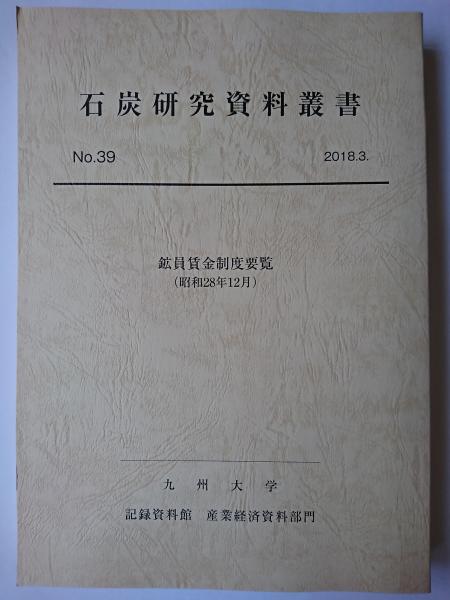 石炭研究資料叢書
No.39 2018.3.
鉱員賃金制度要覧
(昭和28年12月)
九州大学
記録資料館 産業経済資料部門